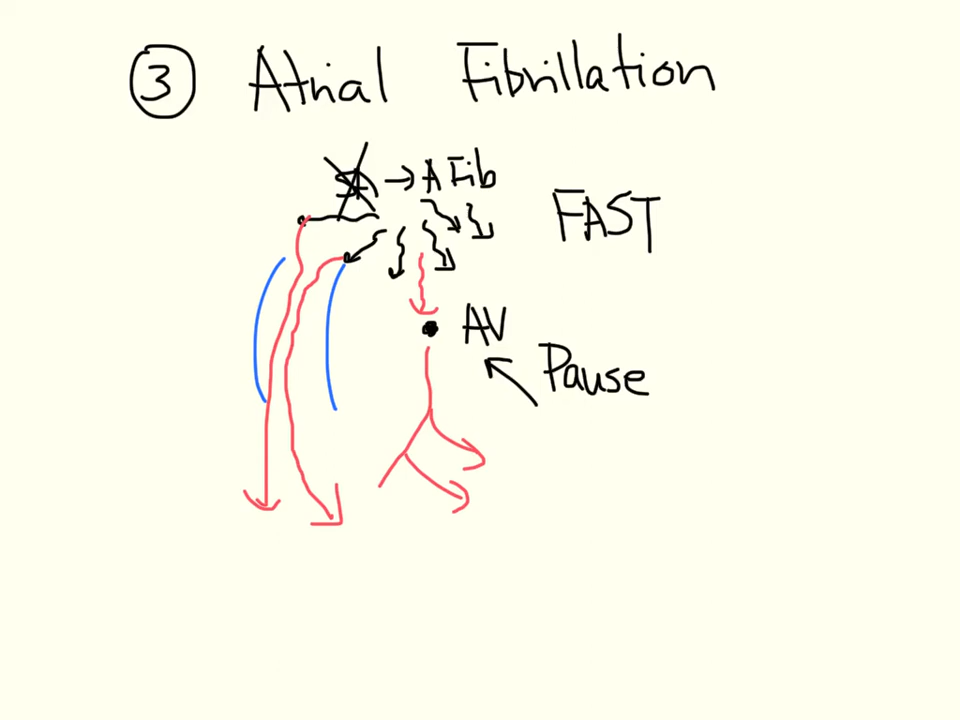 3 Atrial Fibrillation
→ A Fib
FAST
AV
Pause